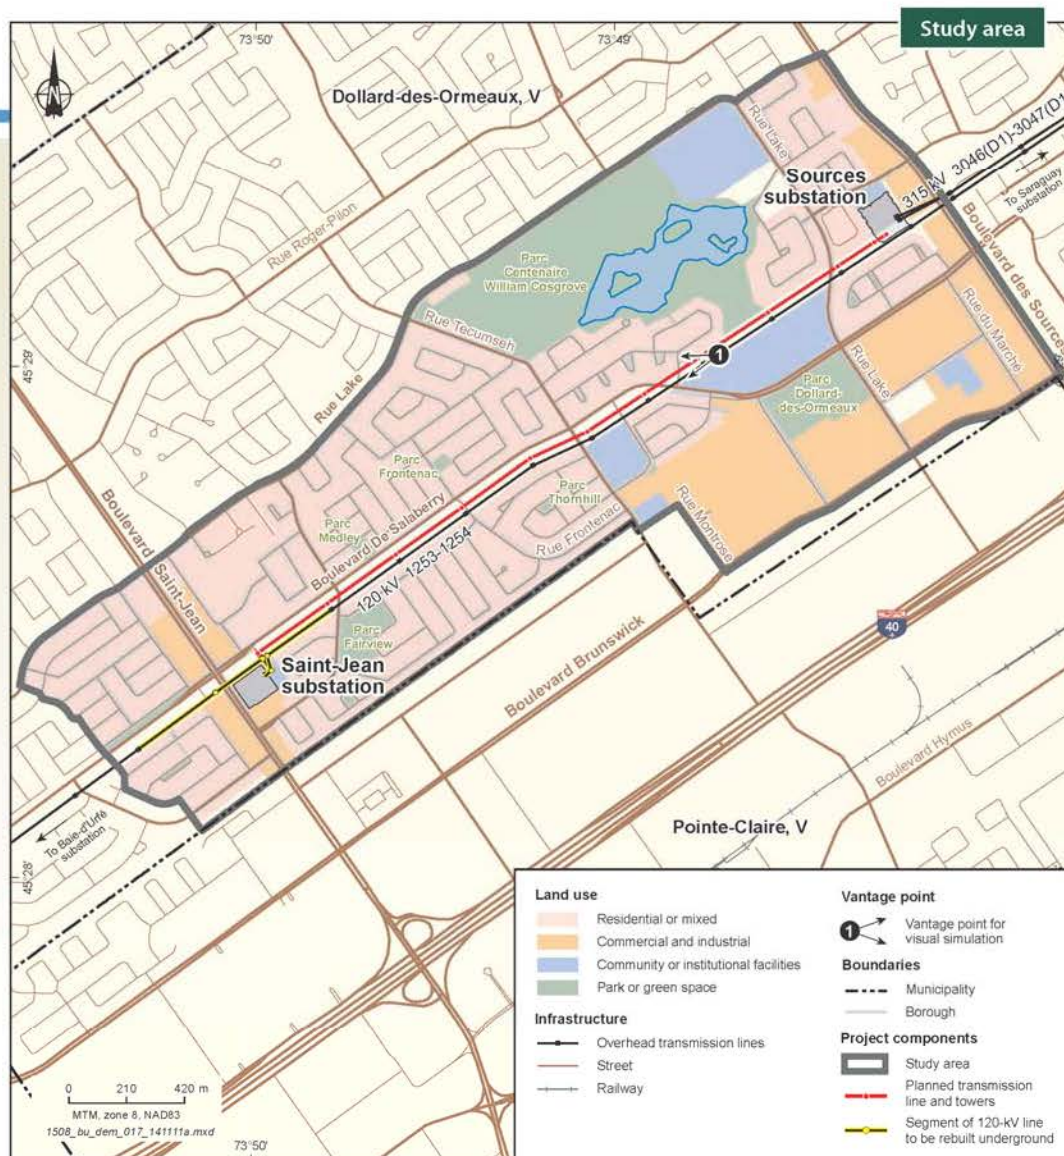 Study area
73°50'
73°49'
N
Dollard-des-Ormeaux, V
Rue Lake
315 kV 3046(D1)-3047(D1
To Saraguay
substation
Sources
substation
Rue Roger-Pilon
Parc
Centenaire
William Cosgrove
Boulevard des Sources
Rue Tecumseh
Rue du Marché
45°29'
1
Rue Lake
Rue Lake
Parc
Dollard-
des-Ormeaux
Parc
Frontenac
Boulevard Saint-Jean
Parc
Thornhill
Rue Montrose
Parc
Medley
Boulevard De Salaberry
Rue Frontenac
120 kV 1253-1254
40
Parc
Fairview
Saint-Jean
substation
Boulevard Brunswick
Boulevard Hymus
To Baie-d'Urfé
substation
Pointe-Claire, V
45°28'
Land use
Residential or mixed
Commercial and industrial
Community or institutional facilities
Park or green space
Infrastructure
Overhead transmission lines
Street
Railway
Vantage point
1
Vantage point for
visual simulation
Boundaries
Municipality
Borough
Project components
Study area
Planned transmission
line and towers
Segment of 120-kV line
to be rebuilt underground
0 210 420 m
MTM, zone 8, NAD83
1508_bu_dem_017_141111a.mxd
73°50'